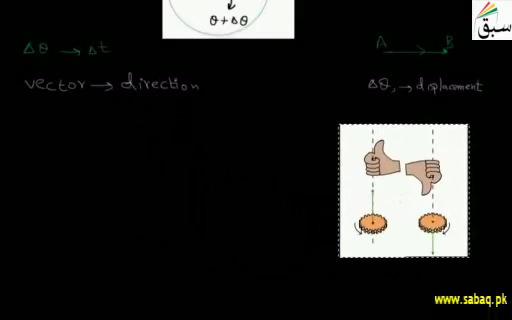 θ + Δθ
سبق
Δθ → Δt
A B
vector → direction
Δθ, → displacement
www.sabaq.pk